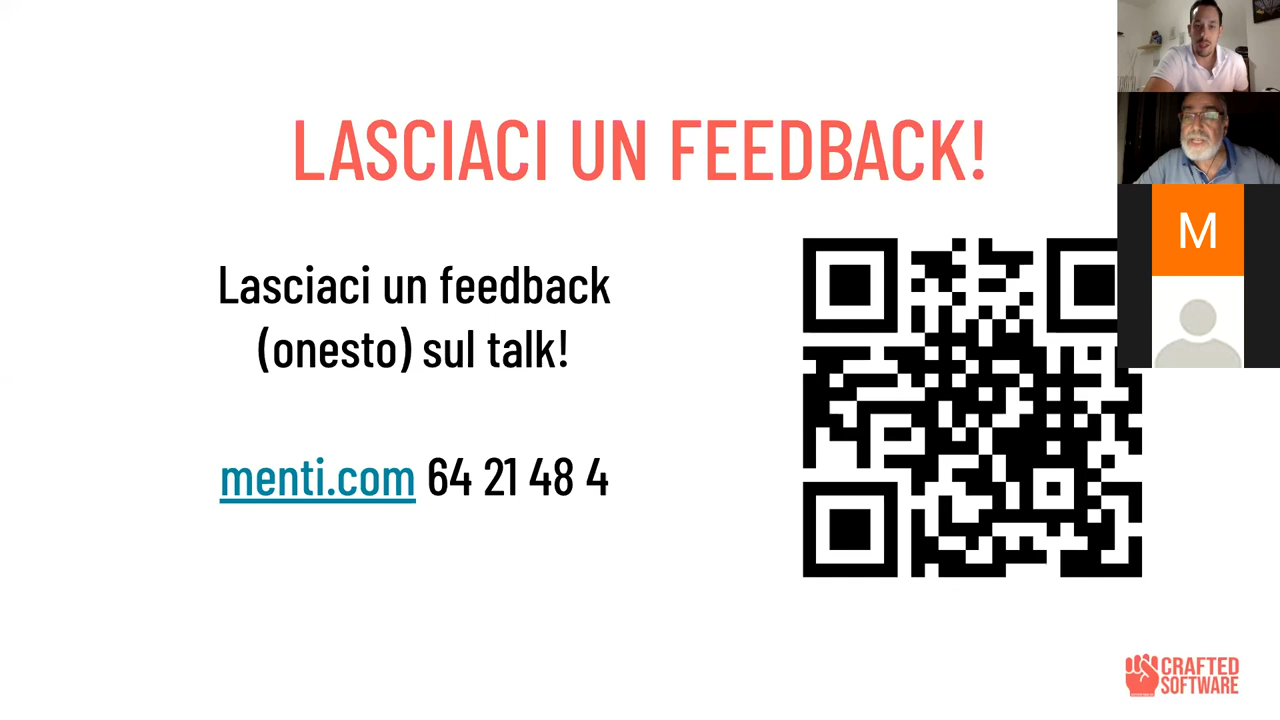 LASCIACI UN FEEDBACK!
Lasciaci un feedback
(onesto) sul talk!
menti.com 64 21 48 4
M
CRAFTED
SOFTWARE